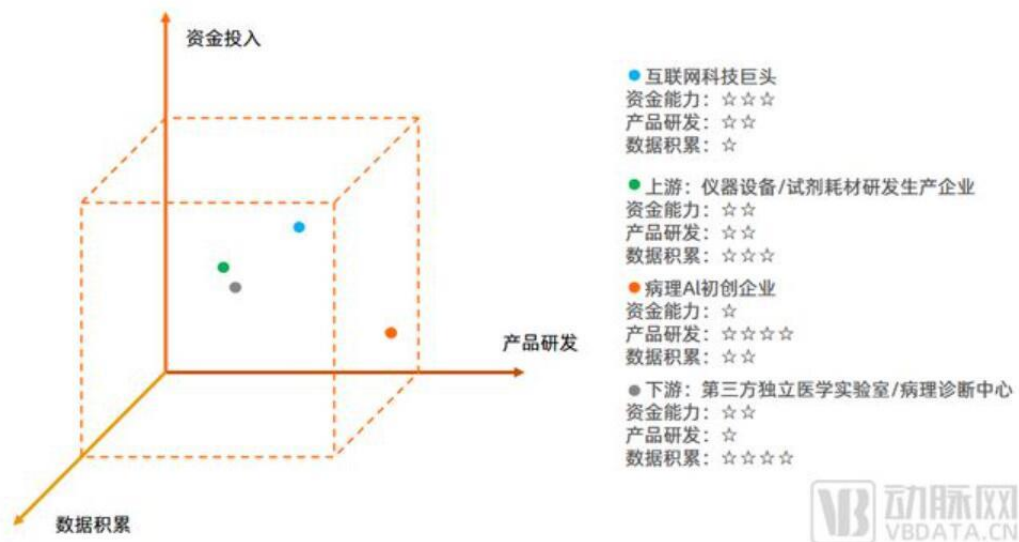 资金投入
产品研发
数据积累
● 互联网科技巨头
资金能力：☆☆☆
产品研发：☆☆
数据积累：☆
● 上游：仪器设备/试剂耗材研发生产企业
资金能力：☆☆
产品研发：☆☆
数据积累：☆☆☆
● 病理AI初创企业
资金能力：☆
产品研发：☆☆☆☆
数据积累：☆☆
● 下游：第三方独立医学实验室/病理诊断中心
资金能力：☆☆
产品研发：☆
数据积累：☆☆☆☆
VB 动脉网
VBDATA.CN